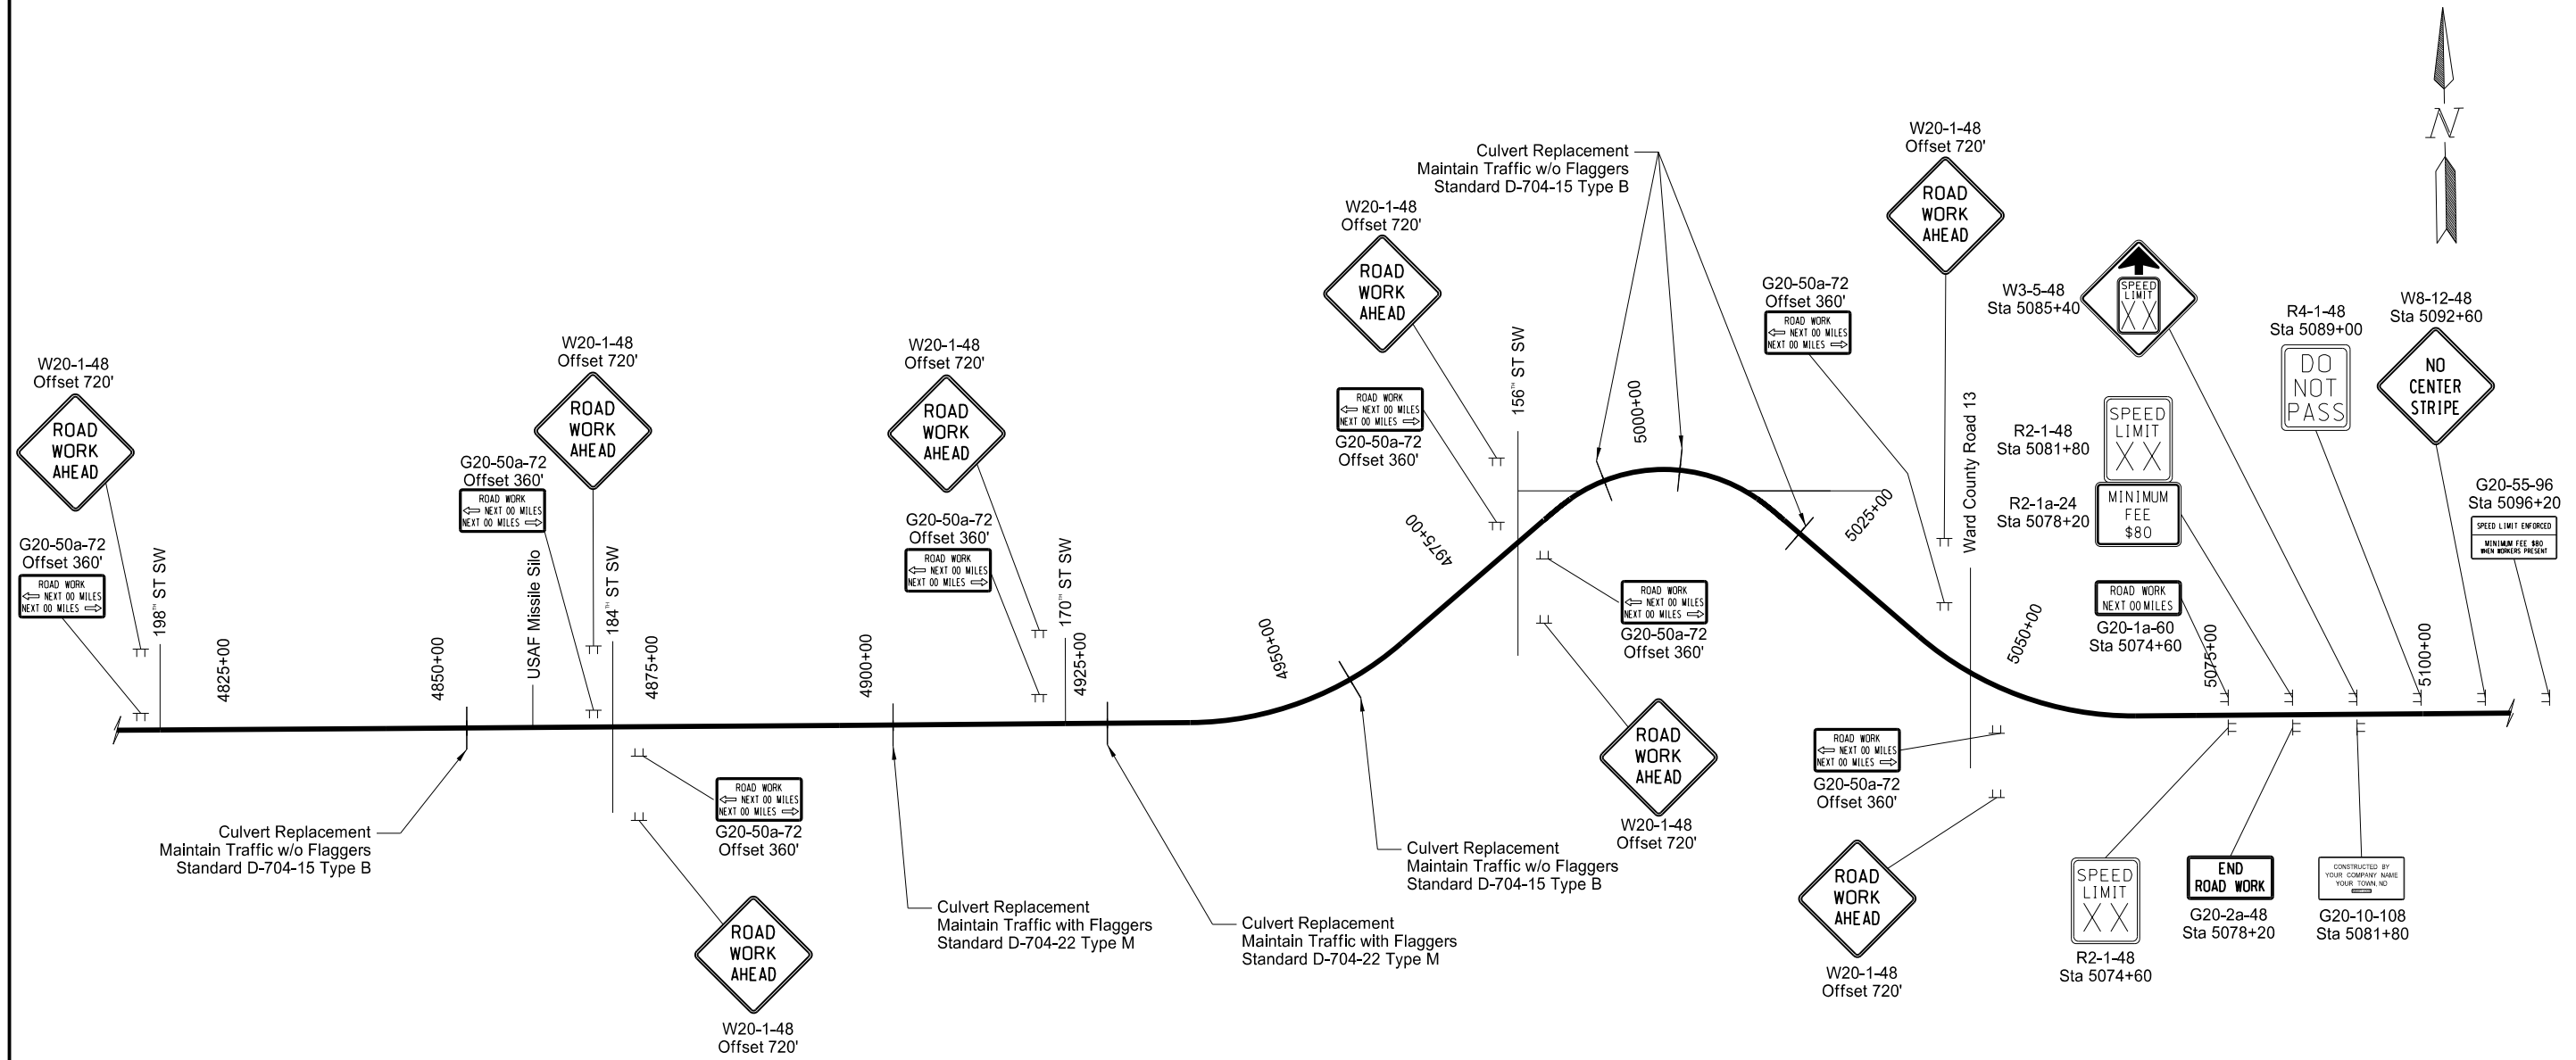 W20-1-48
Offset 720'
ROAD
WORK
AHEAD
G20-50a-72
Offset 360'
ROAD WORK
NEXT 00 MILES
NEXT 00 MILES
198TH ST SW
4825+00
4850+00
Culvert Replacement
Maintain Traffic w/o Flaggers
Standard D-704-15 Type B
USAF Missile Silo
W20-1-48
Offset 720'
ROAD
WORK
AHEAD
G20-50a-72
Offset 360'
ROAD WORK
NEXT 00 MILES
NEXT 00 MILES
184TH ST SW
4875+00
ROAD WORK
NEXT 00 MILES
NEXT 00 MILES
G20-50a-72
Offset 360'
ROAD
WORK
AHEAD
W20-1-48
Offset 720'
4900+00
Culvert Replacement
Maintain Traffic with Flaggers
Standard D-704-22 Type M
W20-1-48
Offset 720'
ROAD
WORK
AHEAD
G20-50a-72
Offset 360'
ROAD WORK
NEXT 00 MILES
NEXT 00 MILES
170TH ST SW
4925+00
Culvert Replacement
Maintain Traffic with Flaggers
Standard D-704-22 Type M
4950+00
Culvert Replacement
Maintain Traffic w/o Flaggers
Standard D-704-15 Type B
4975+00
W20-1-48
Offset 720'
ROAD
WORK
AHEAD
ROAD WORK
NEXT 00 MILES
NEXT 00 MILES
G20-50a-72
Offset 360'
156TH ST SW
ROAD WORK
NEXT 00 MILES
NEXT 00 MILES
G20-50a-72
Offset 360'
ROAD
WORK
AHEAD
W20-1-48
Offset 720'
Culvert Replacement
Maintain Traffic w/o Flaggers
Standard D-704-15 Type B
5000+00
5025+00
W20-1-48
Offset 720'
ROAD
WORK
AHEAD
G20-50a-72
Offset 360'
ROAD WORK
NEXT 00 MILES
NEXT 00 MILES
Ward County Road 13
5050+00
ROAD WORK
NEXT 00 MILES
NEXT 00 MILES
G20-50a-72
Offset 360'
ROAD
WORK
AHEAD
W20-1-48
Offset 720'
W3-5-48
Sta 5085+40
SPEED
LIMIT
XX
R2-1-48
Sta 5081+80
SPEED
LIMIT
XX
R2-1a-24
Sta 5078+20
MINIMUM
FEE
$80
ROAD WORK
NEXT 00 MILES
G20-1a-60
Sta 5074+60
5075+00
R4-1-48
Sta 5089+00
DO
NOT
PASS
W8-12-48
Sta 5092+60
NO
CENTER
STRIPE
G20-55-96
Sta 5096+20
SPEED LIMIT ENFORCED
MINIMUM FEE $80
WHEN WORKERS PRESENT
5100+00
SPEED
LIMIT
XX
R2-1-48
Sta 5074+60
END
ROAD WORK
G20-2a-48
Sta 5078+20
CONSTRUCTED BY
YOUR COMPANY NAME
YOUR TOWN, ND
G20-10-108
Sta 5081+80
N